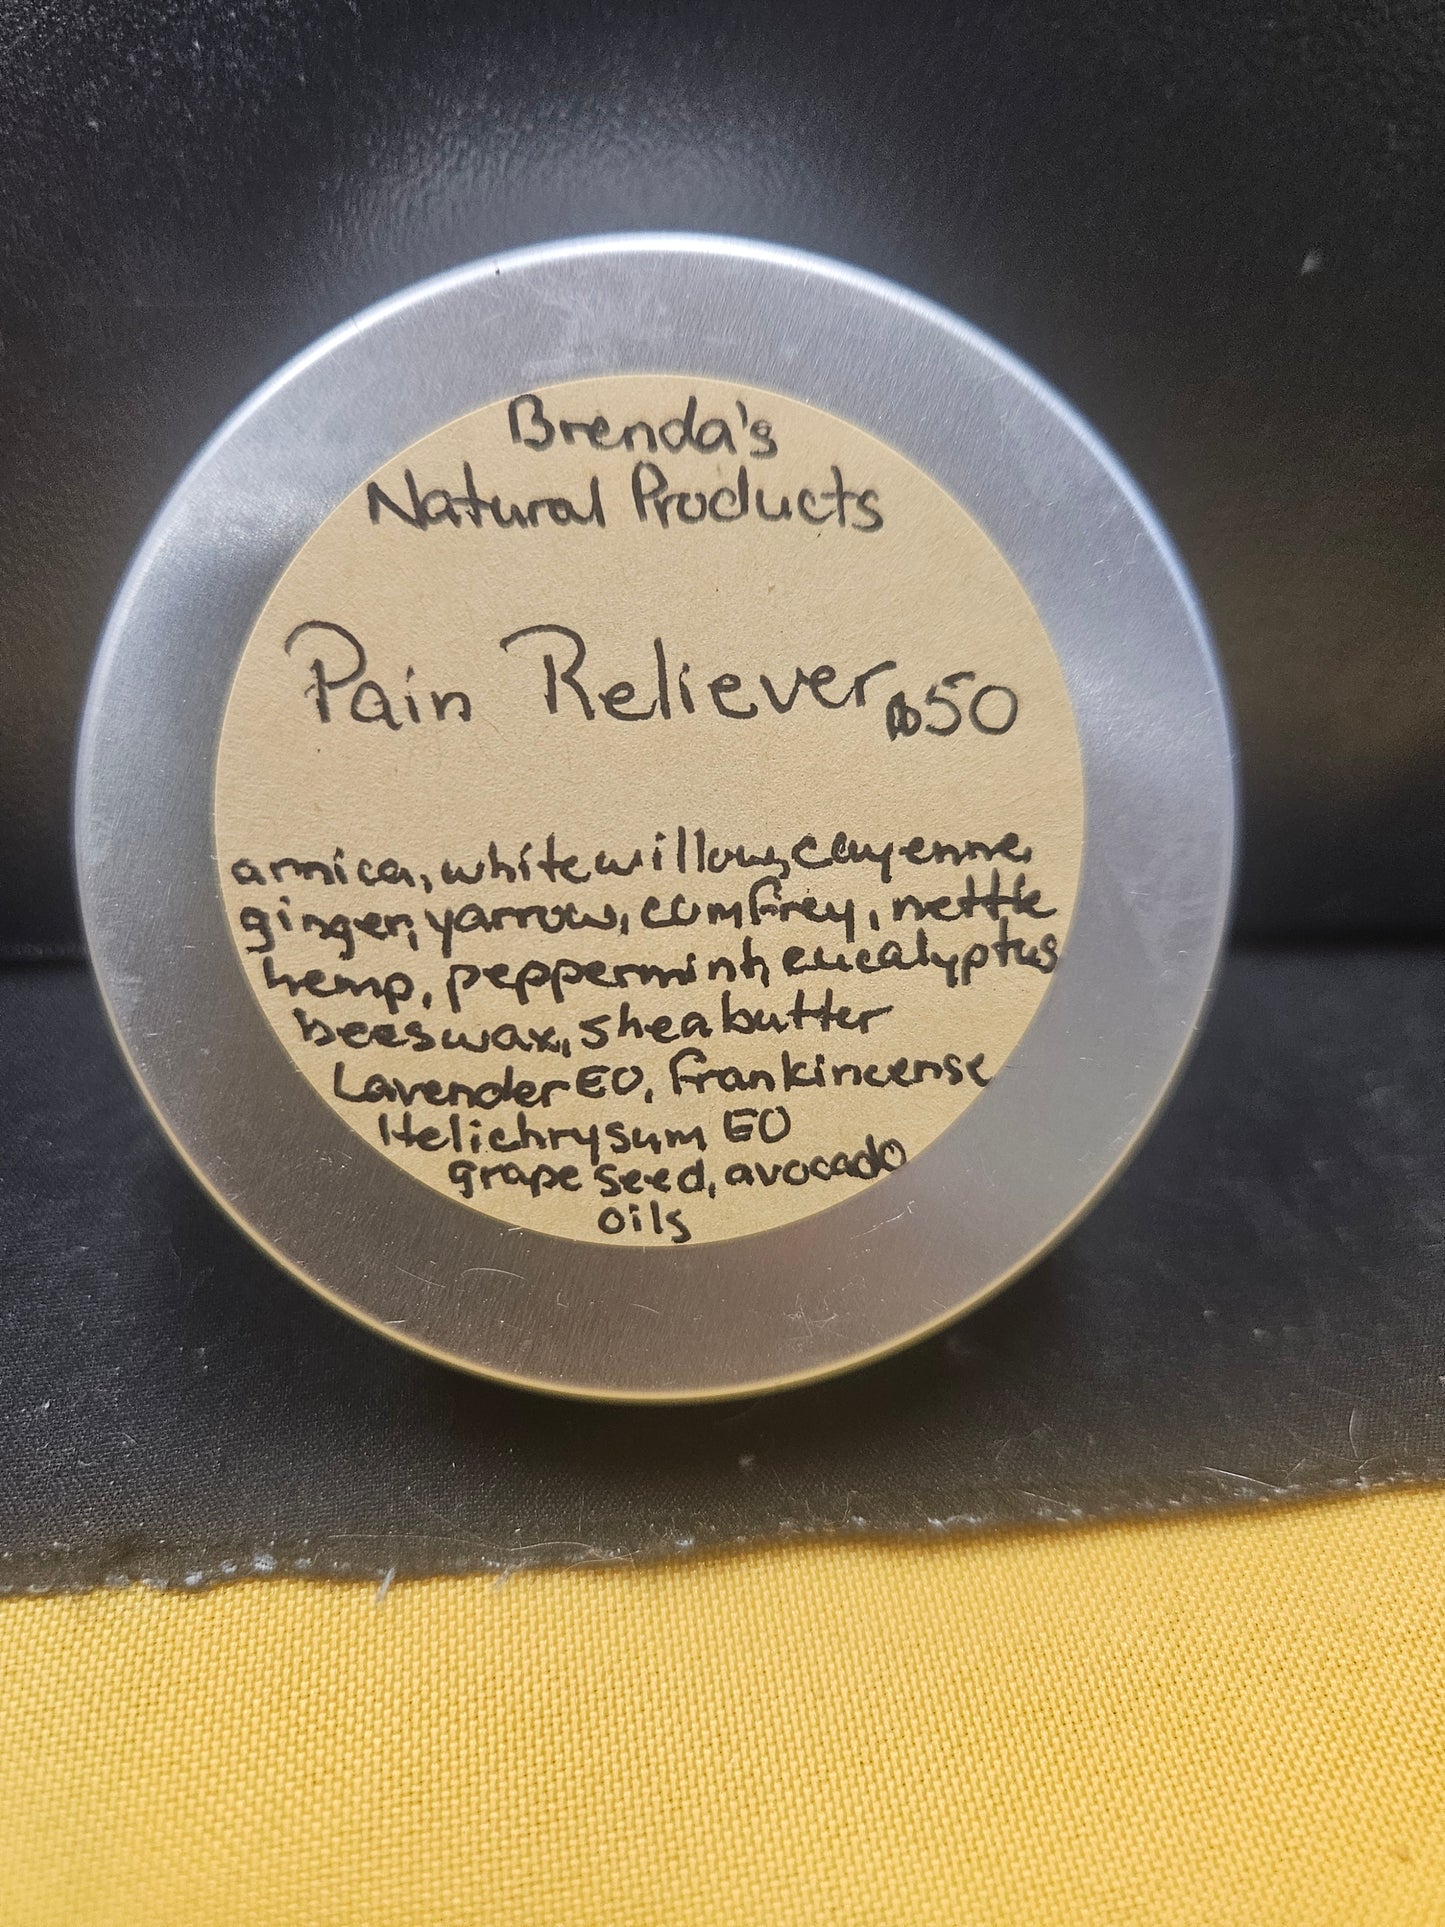 Brenda's
Natural Products
Pain Reliever $50
arnica, white willow, cayenne,
ginger, yarrow, comfrey, nettle
hemp, peppermint, eucalyptus
beeswax, shea butter
Lavender EO, frankincense
Helichrysum EO
grape seed, avocado
oils